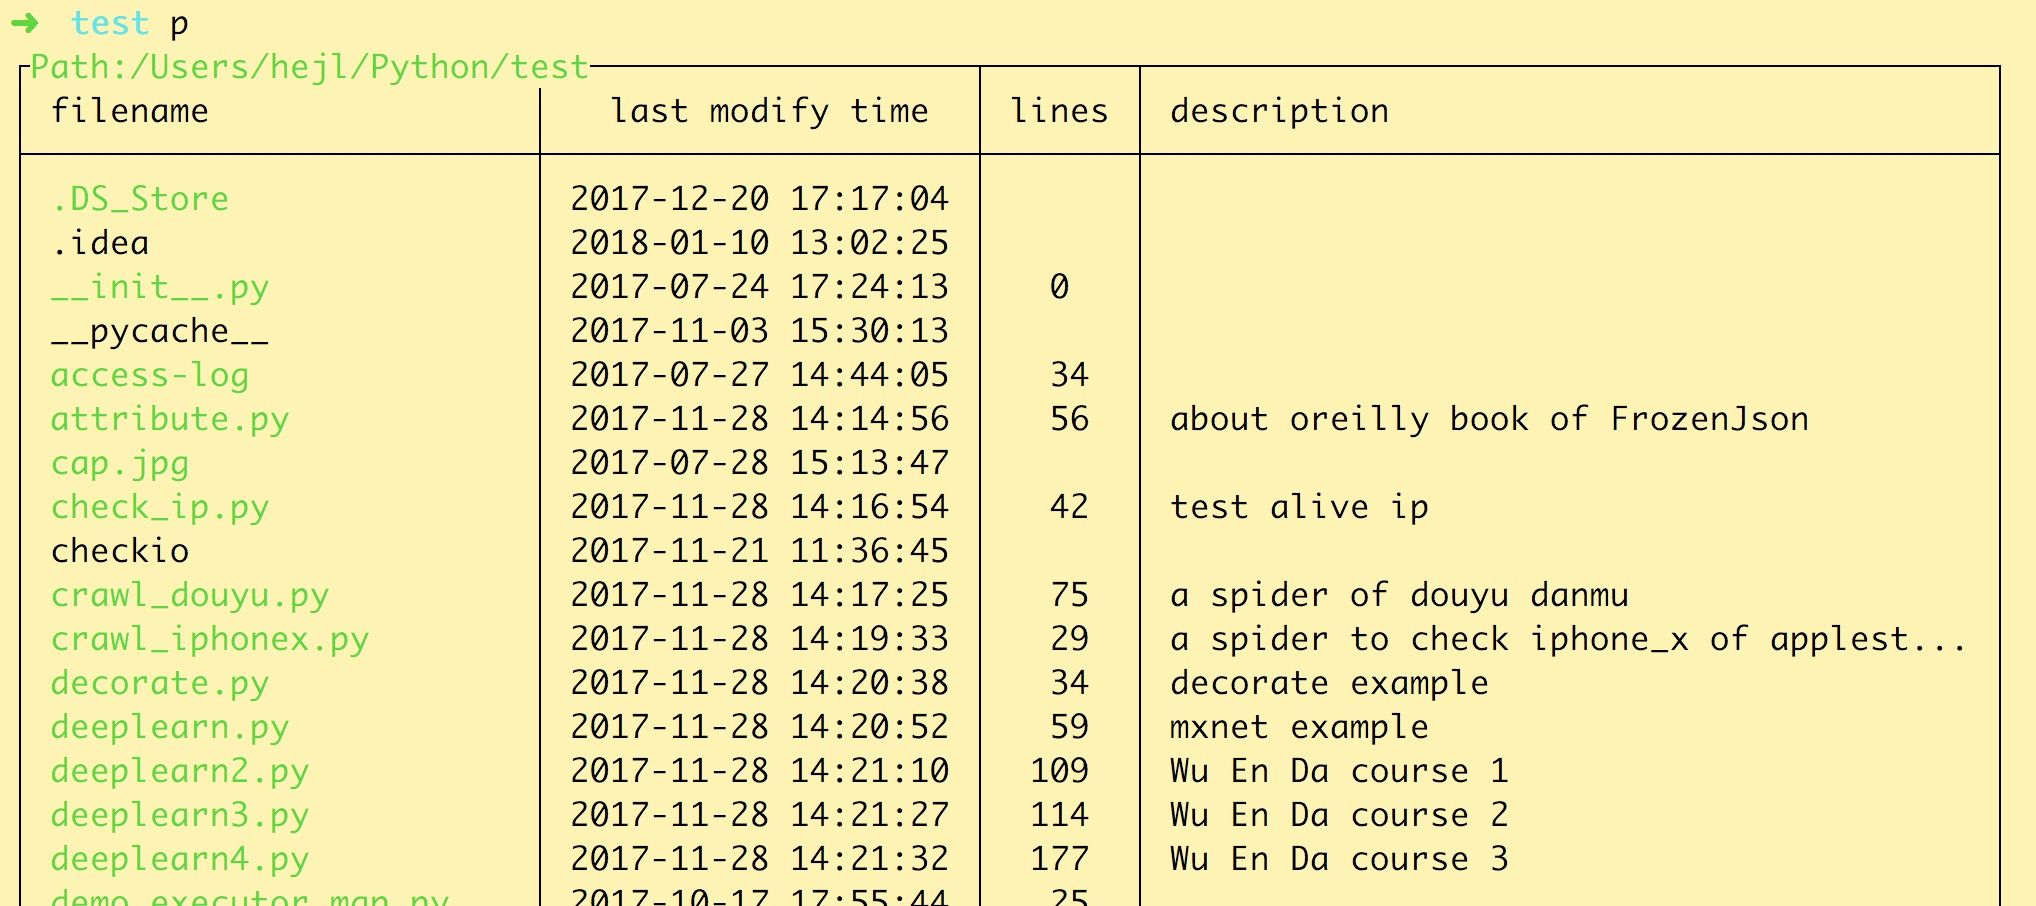 ➜ test p
Path:/Users/hejl/Python/test
filename last modify time lines description
.DS_Store 2017-12-20 17:17:04
.idea 2018-01-10 13:02:25
__init__.py 2017-07-24 17:24:13 0
__pycache__ 2017-11-03 15:30:13
access-log 2017-07-27 14:44:05 34
attribute.py 2017-11-28 14:14:56 56 about oreilly book of FrozenJson
cap.jpg 2017-07-28 15:13:47
check_ip.py 2017-11-28 14:16:54 42 test alive ip
checkio 2017-11-21 11:36:45
crawl_douyu.py 2017-11-28 14:17:25 75 a spider of douyu danmu
crawl_iphonex.py 2017-11-28 14:19:33 29 a spider to check iphone_x of applest...
decorate.py 2017-11-28 14:20:38 34 decorate example
deeplearn.py 2017-11-28 14:20:52 59 mxnet example
deeplearn2.py 2017-11-28 14:21:10 109 Wu En Da course 1
deeplearn3.py 2017-11-28 14:21:27 114 Wu En Da course 2
deeplearn4.py 2017-11-28 14:21:32 177 Wu En Da course 3
demo_executor_map.py 2017-10-17 17:55:44 25